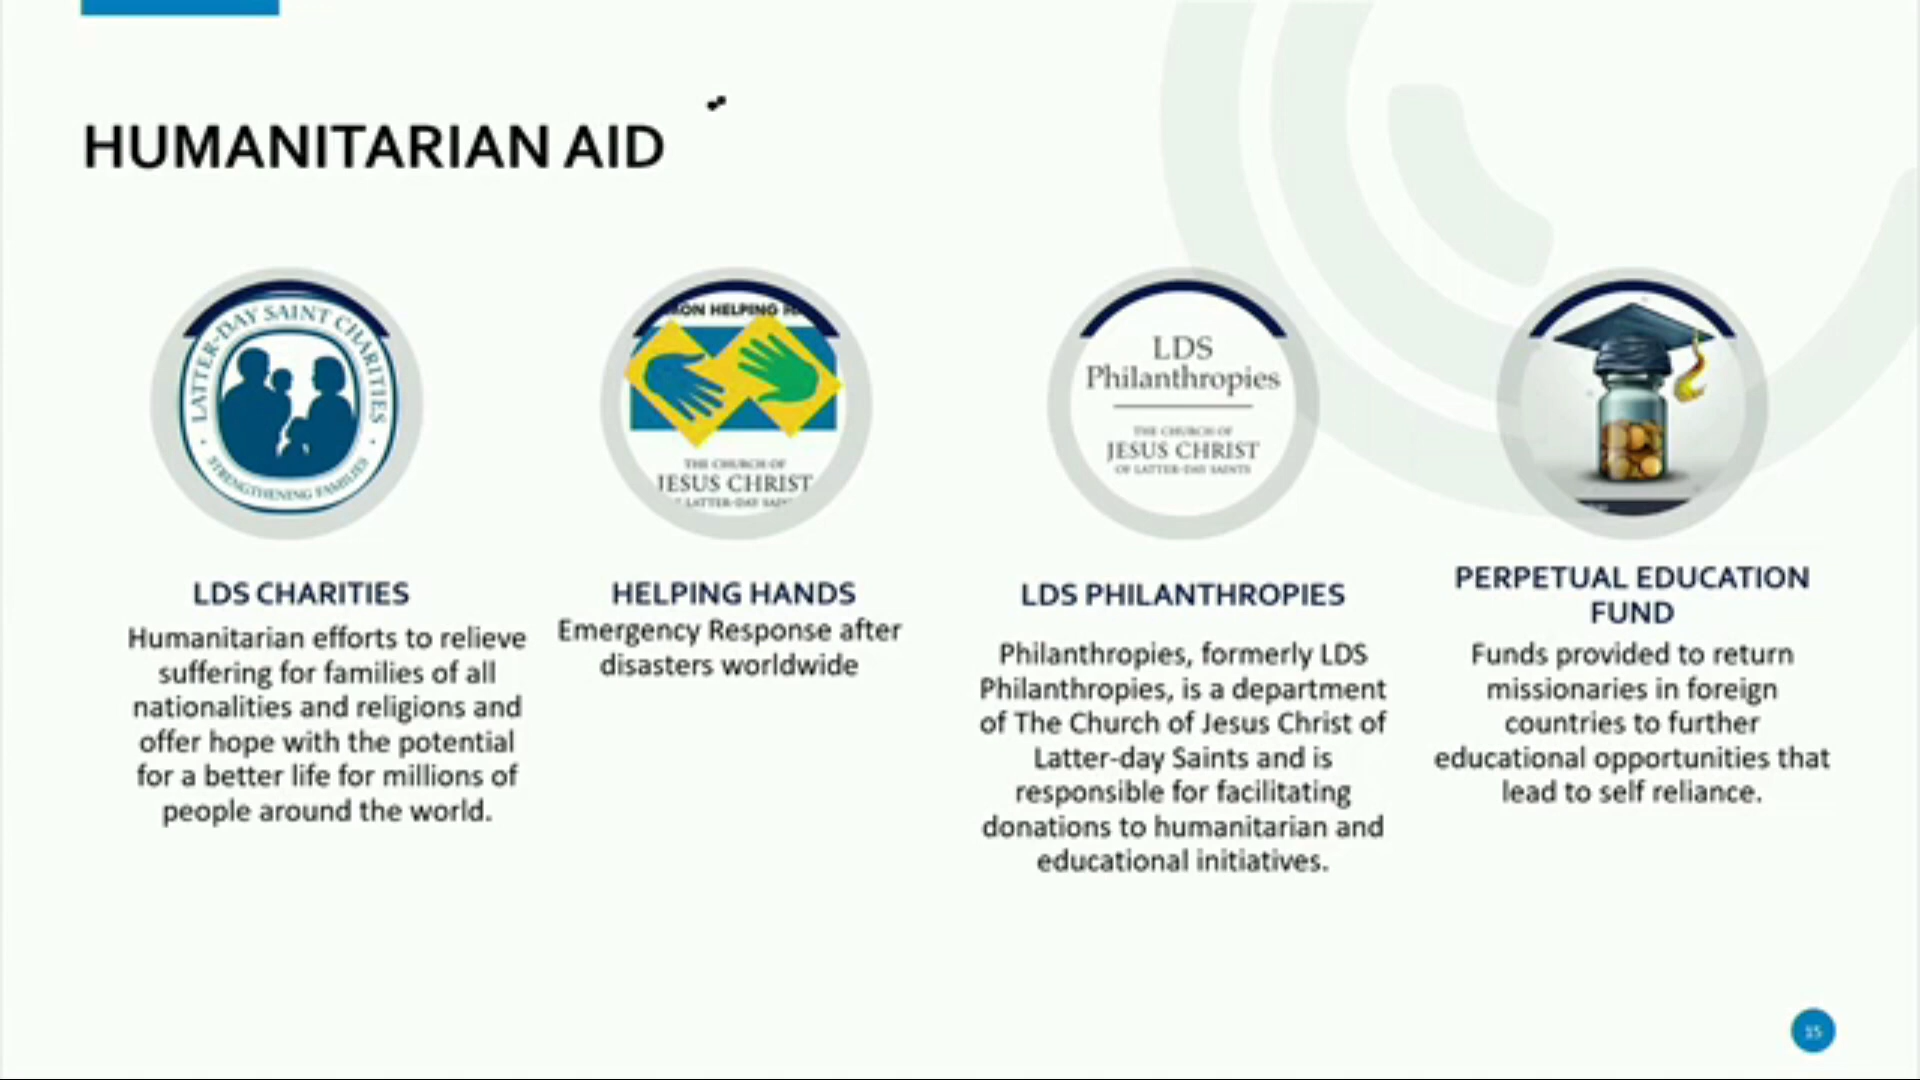 HUMANITARIAN AID
LATTER-DAY SAINT CHARITIES
STRENGTHENING FAMILIES
ON HELPING
THE CHURCH OF
JESUS CHRIST
LATTER-DAY
LDS
Philanthropies
THE CHURCH OF
JESUS CHRIST
OF LATTER-DAY SAINTS
LDS CHARITIES
Humanitarian efforts to relieve
suffering for families of all
nationalities and religions and
offer hope with the potential
for a better life for millions of
people around the world.
HELPING HANDS
Emergency Response after
disasters worldwide
LDS PHILANTHROPIES
Philanthropies, formerly LDS
Philanthropies, is a department
of The Church of Jesus Christ of
Latter-day Saints and is
responsible for facilitating
donations to humanitarian and
educational initiatives.
PERPETUAL EDUCATION
FUND
Funds provided to return
missionaries in foreign
countries to further
educational opportunities that
lead to self reliance.
15